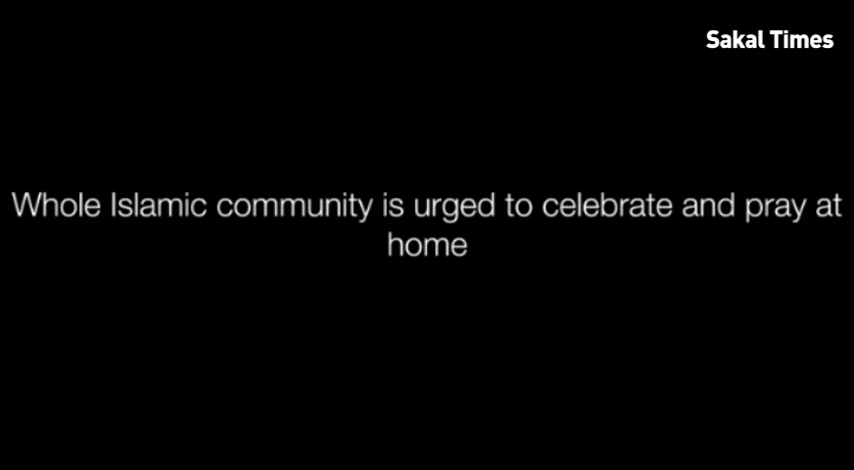 Sakal Times
Whole Islamic community is urged to celebrate and pray at
home